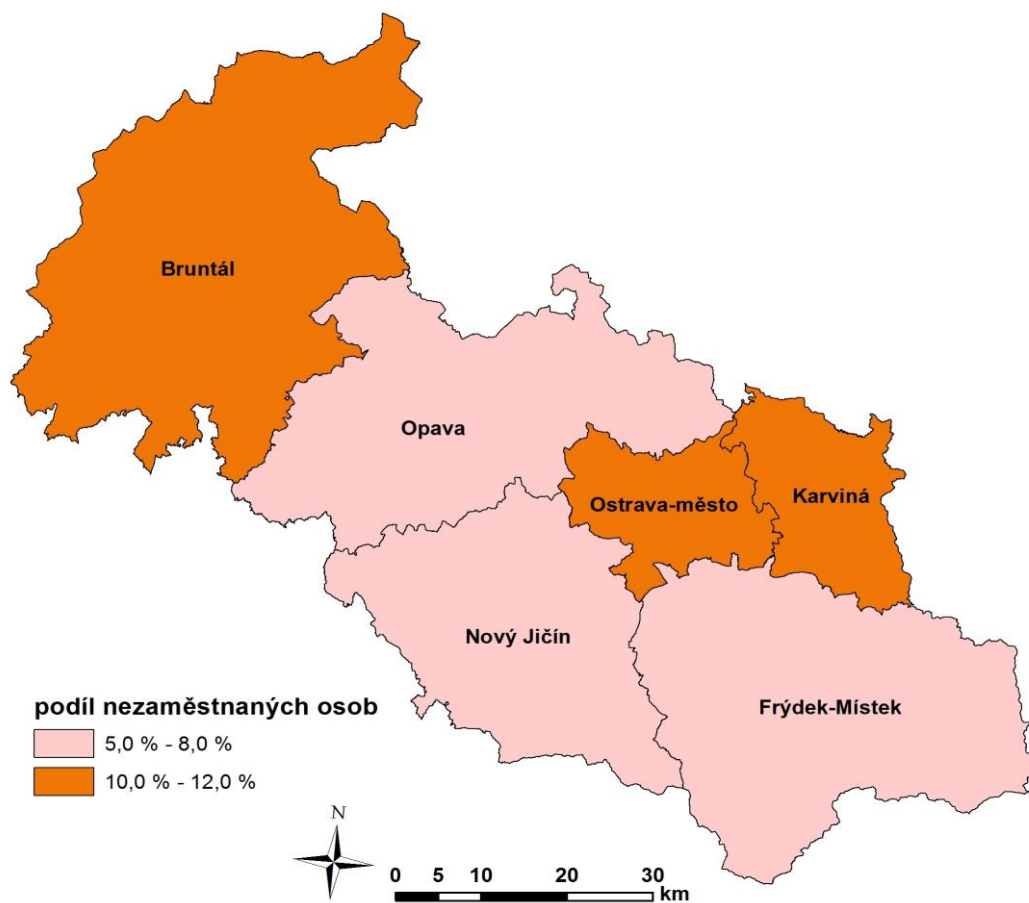 Bruntál
Opava
Ostrava-město
Karviná
Nový Jičín
Frýdek-Místek
podíl nezaměstnaných osob
5,0 % - 8,0 %
10,0 % - 12,0 %
N
0 5 10 20 30
km